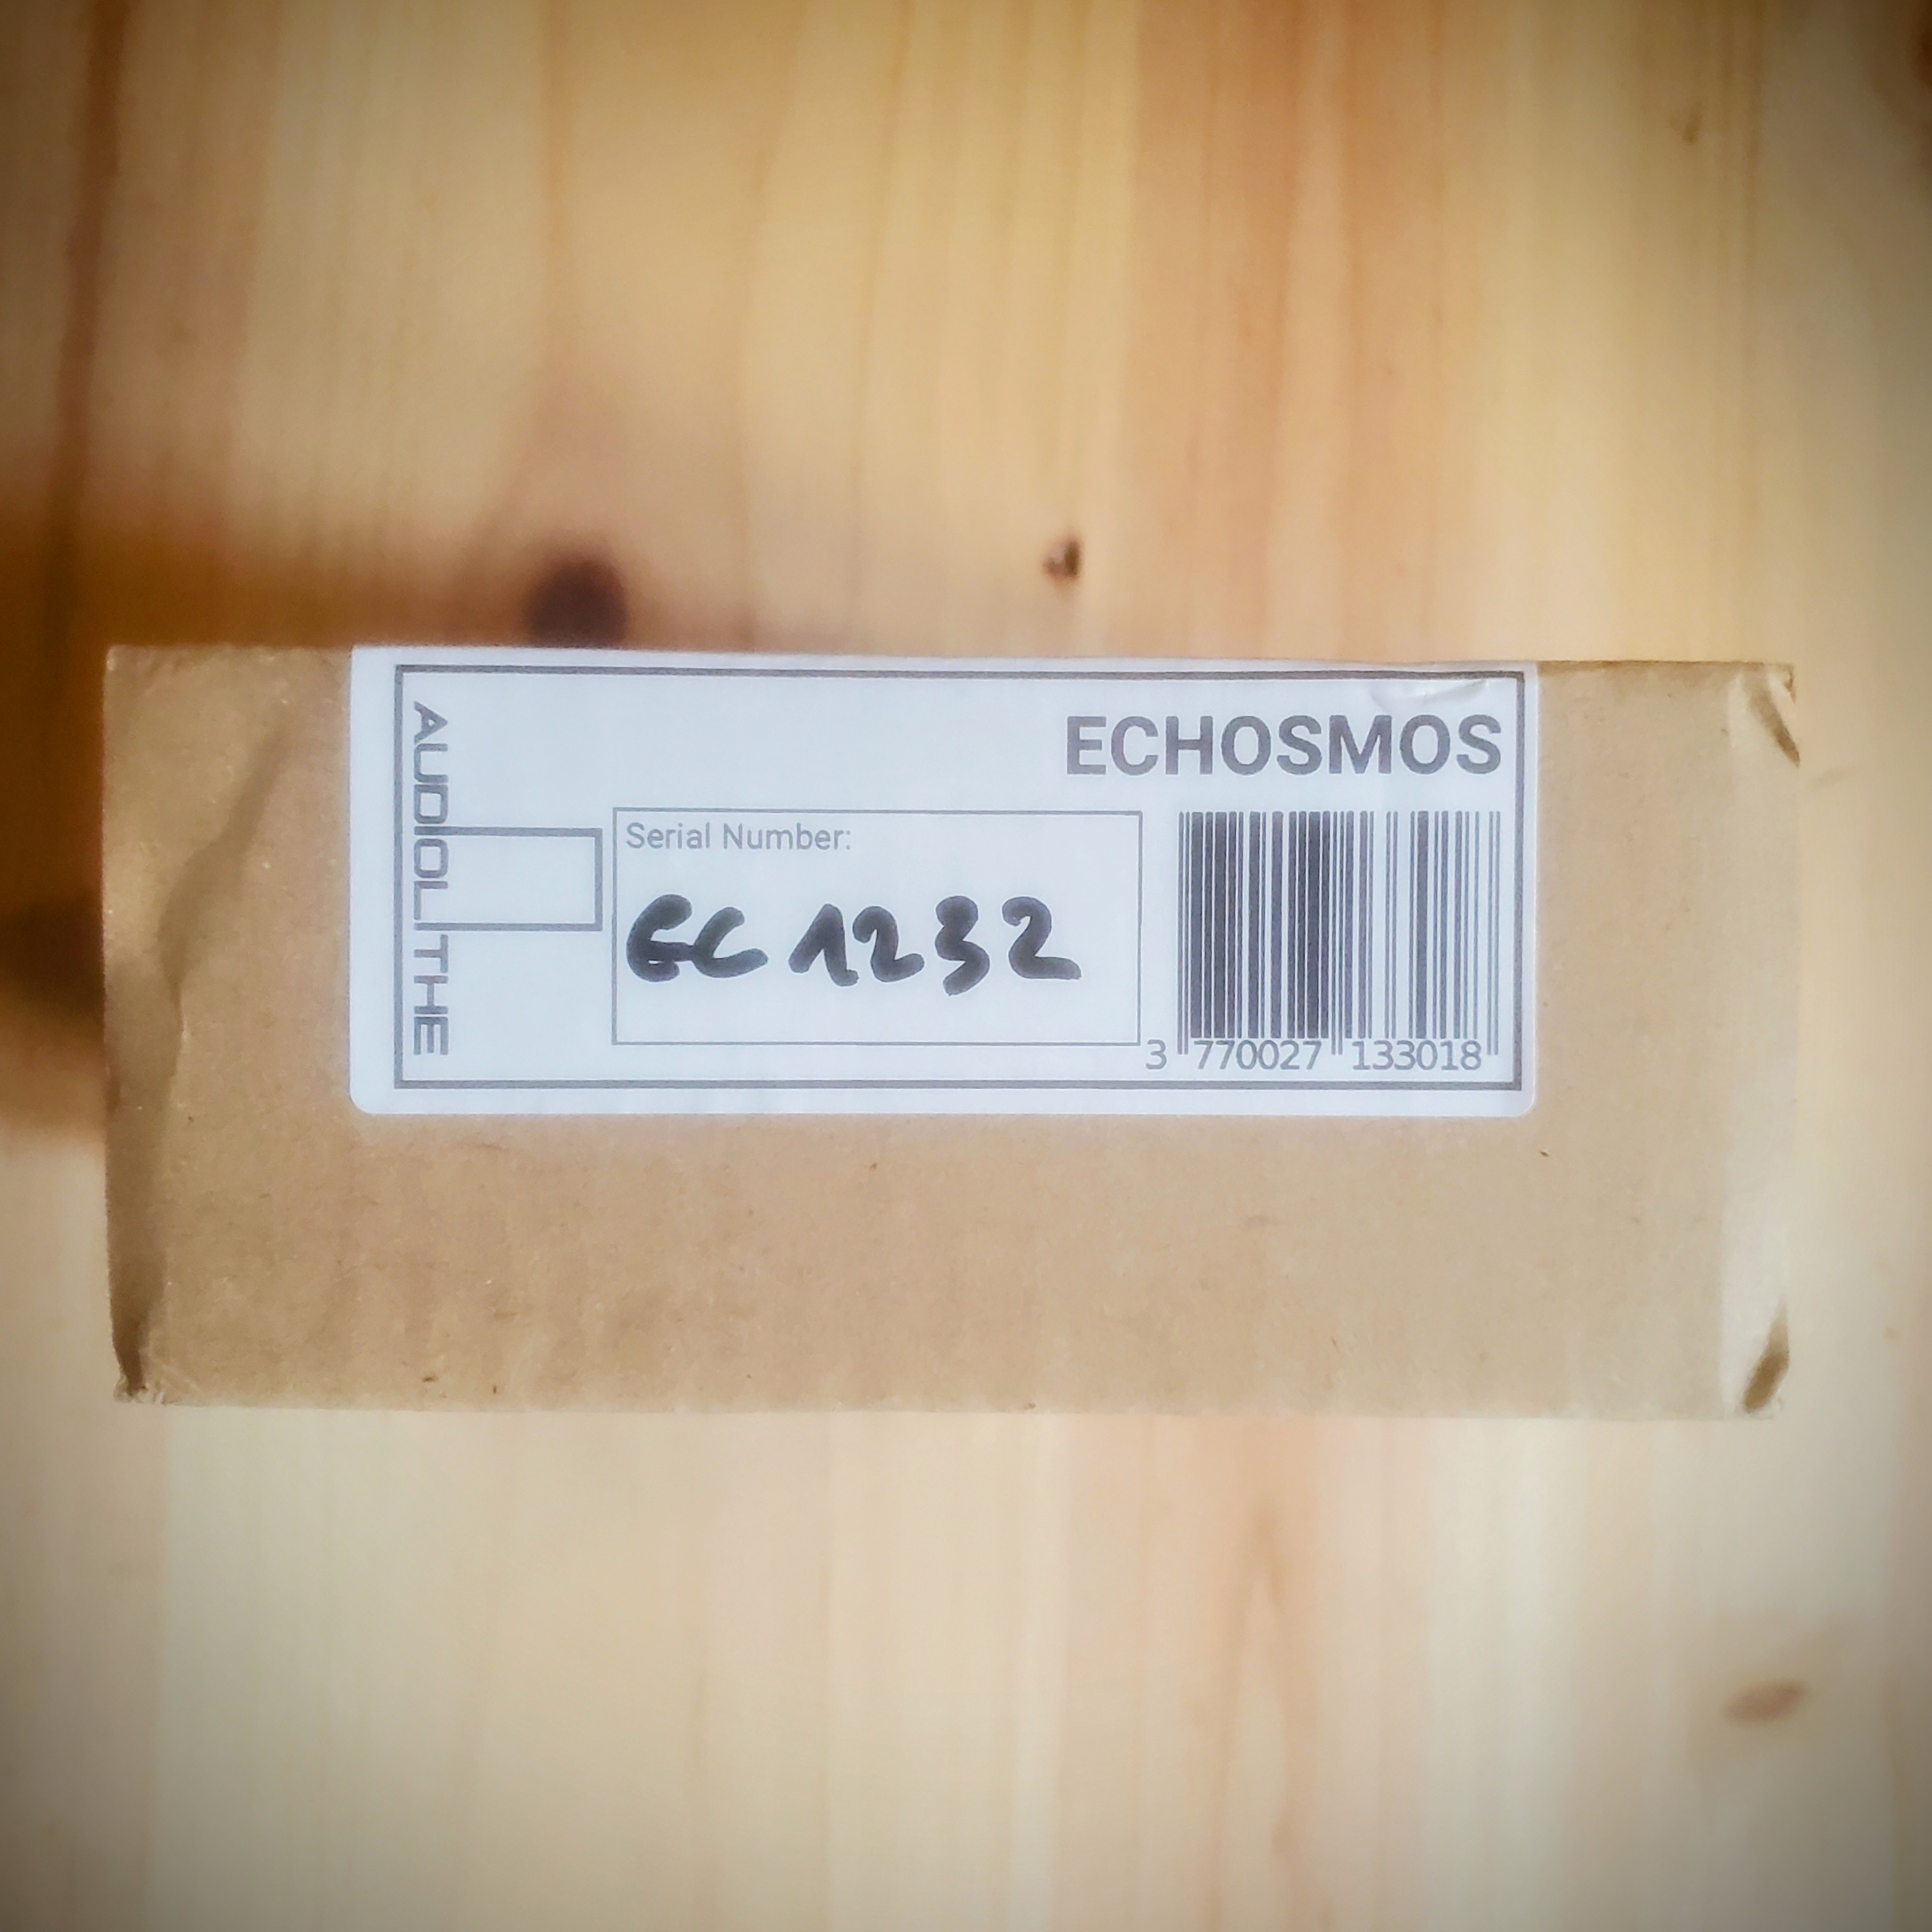 AUDIOLITHE
ECHOSMOS
Serial Number:
EC 1232
3 770027 133018